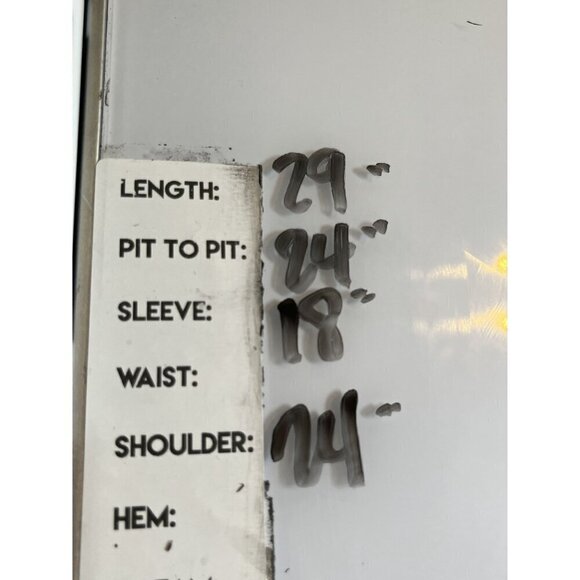 LENGTH: 29"
PIT TO PIT: 24"
SLEEVE: 18"
WAIST:
SHOULDER: 24"
HEM: